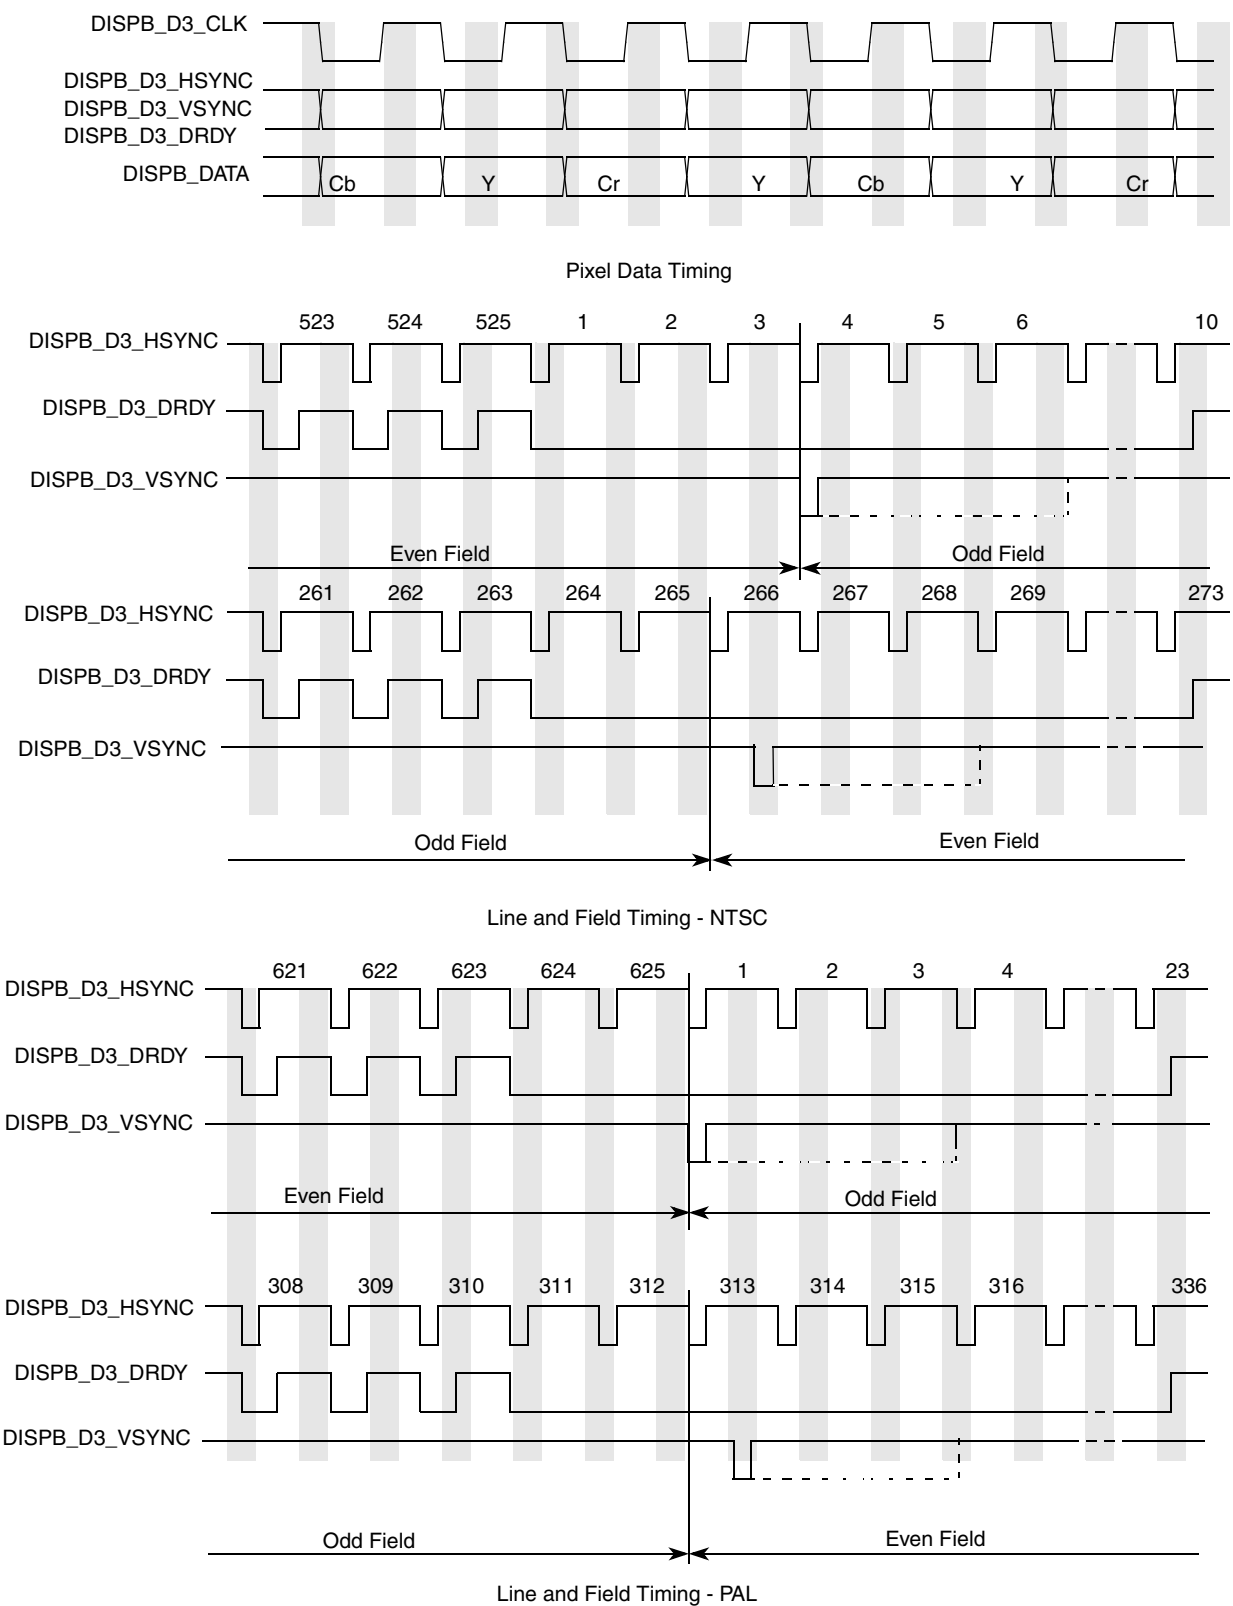 DISPB_D3_CLK
DISPB_D3_HSYNC
DISPB_D3_VSYNC
DISPB_D3_DRDY
DISPB_DATA
Cb Y Cr Y Cb Y Cr
Pixel Data Timing
523 524 525 1 2 3 4 5 6 10
DISPB_D3_HSYNC
DISPB_D3_DRDY
DISPB_D3_VSYNC
Even Field Odd Field
261 262 263 264 265 266 267 268 269 273
DISPB_D3_HSYNC
DISPB_D3_DRDY
DISPB_D3_VSYNC
Odd Field Even Field
Line and Field Timing - NTSC
621 622 623 624 625 1 2 3 4 23
DISPB_D3_HSYNC
DISPB_D3_DRDY
DISPB_D3_VSYNC
Even Field Odd Field
308 309 310 311 312 313 314 315 316 336
DISPB_D3_HSYNC
DISPB_D3_DRDY
DISPB_D3_VSYNC
Odd Field Even Field
Line and Field Timing - PAL